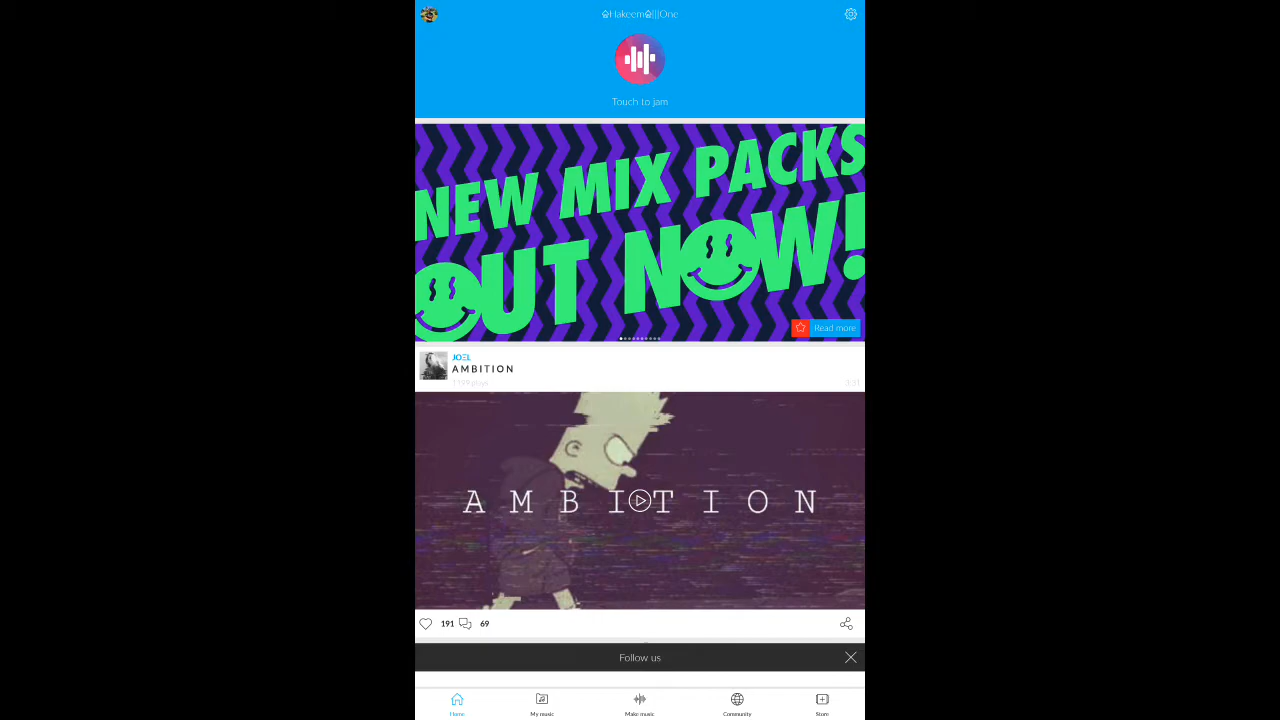 ⌂Hakeem⌂|||One
Touch to jam
NEW MIX PACKS
OUT NOW!
Read more
JOΞL
AMBITION
AMBITION
191
69
Follow us
Home
My music
Make music
Community
Store